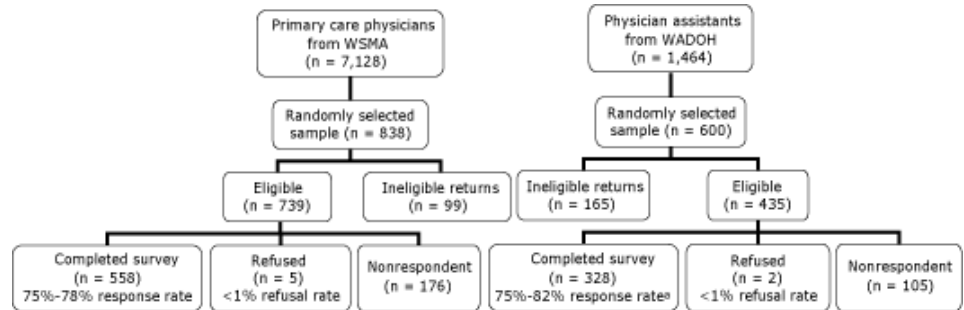 Primary care physicians
from WSMA
(n = 7,128)
Physician assistants
from WADOH
(n = 1,464)
Randomly selected
sample (n = 838)
Randomly selected
sample (n = 600)
Eligible
(n = 739)
Ineligible returns
(n = 99)
Ineligible returns
(n = 165)
Eligible
(n = 435)
Completed survey
(n = 558)
75%-78% response rate
Refused
(n = 5)
<1% refusal rate
Nonrespondent
(n = 176)
Completed survey
(n = 328)
75%-82% response rateª
Refused
(n = 2)
<1% refusal rate
Nonrespondent
(n = 105)